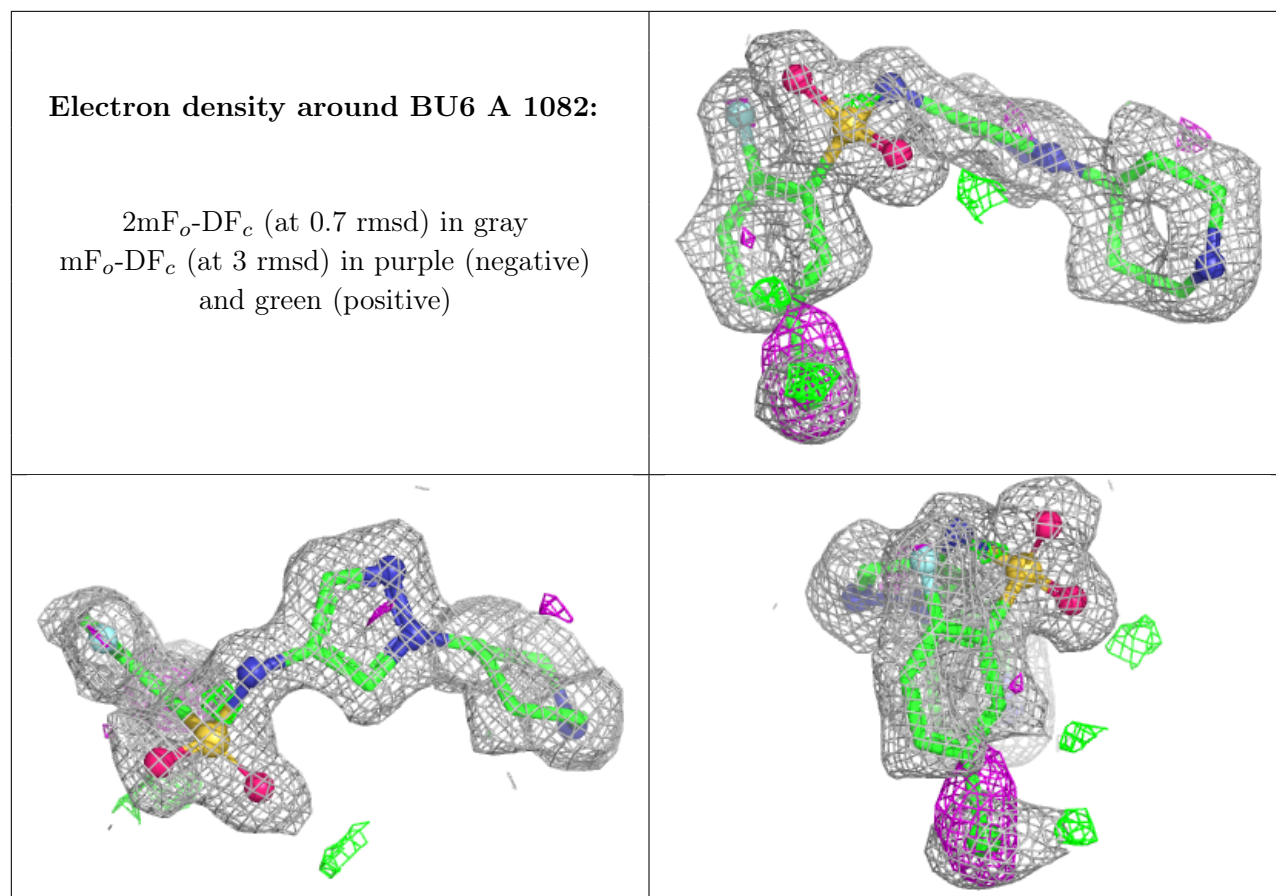 Electron density around BU6 A 1082:
2mFo-DFc (at 0.7 rmsd) in gray
mFo-DFc (at 3 rmsd) in purple (negative)
and green (positive)